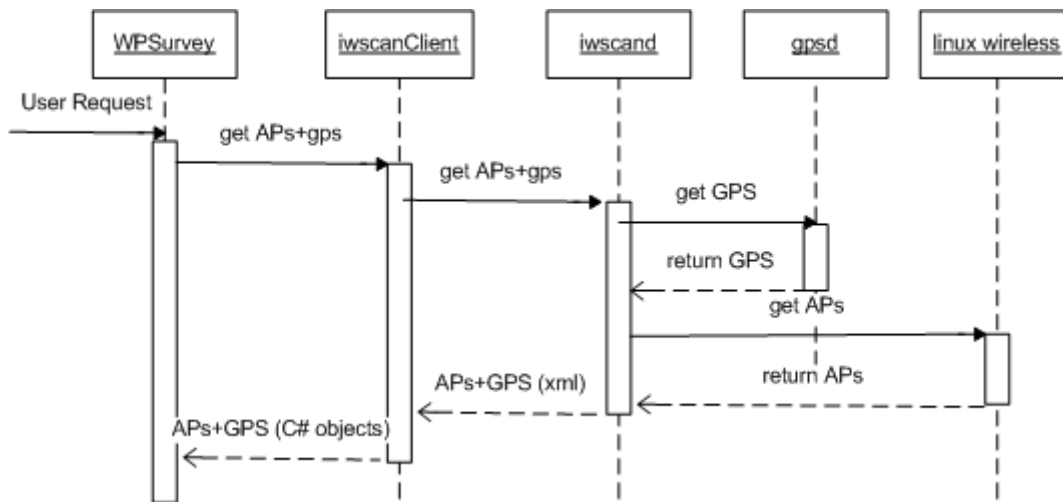 WPSurvey
iwscanClient
iwscand
gpsd
linux wireless
User Request
get APs+gps
get APs+gps
get GPS
return GPS
get APs
return APs
APs+GPS (xml)
APs+GPS (C# objects)